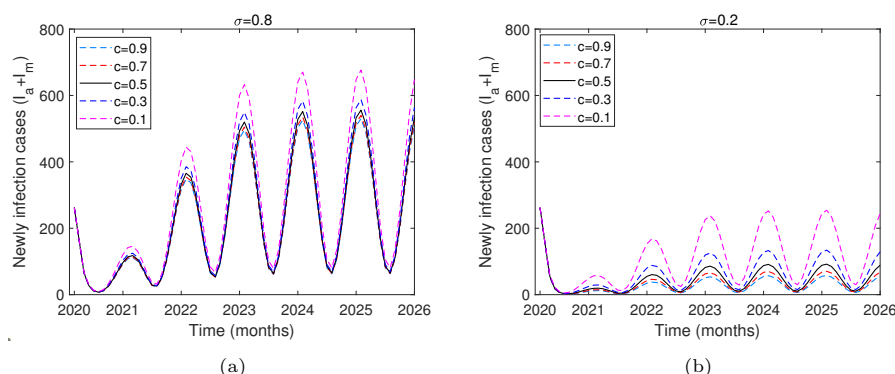 σ=0.8
800
600
400
200
0
Newly infection cases (I_a+I_m)
c=0.9
c=0.7
c=0.5
c=0.3
c=0.1
2020 2021 2022 2023 2024 2025 2026
Time (months)
(a)
σ=0.2
800
600
400
200
0
Newly infection cases (I_a+I_m)
c=0.9
c=0.7
c=0.5
c=0.3
c=0.1
2020 2021 2022 2023 2024 2025 2026
Time (months)
(b)